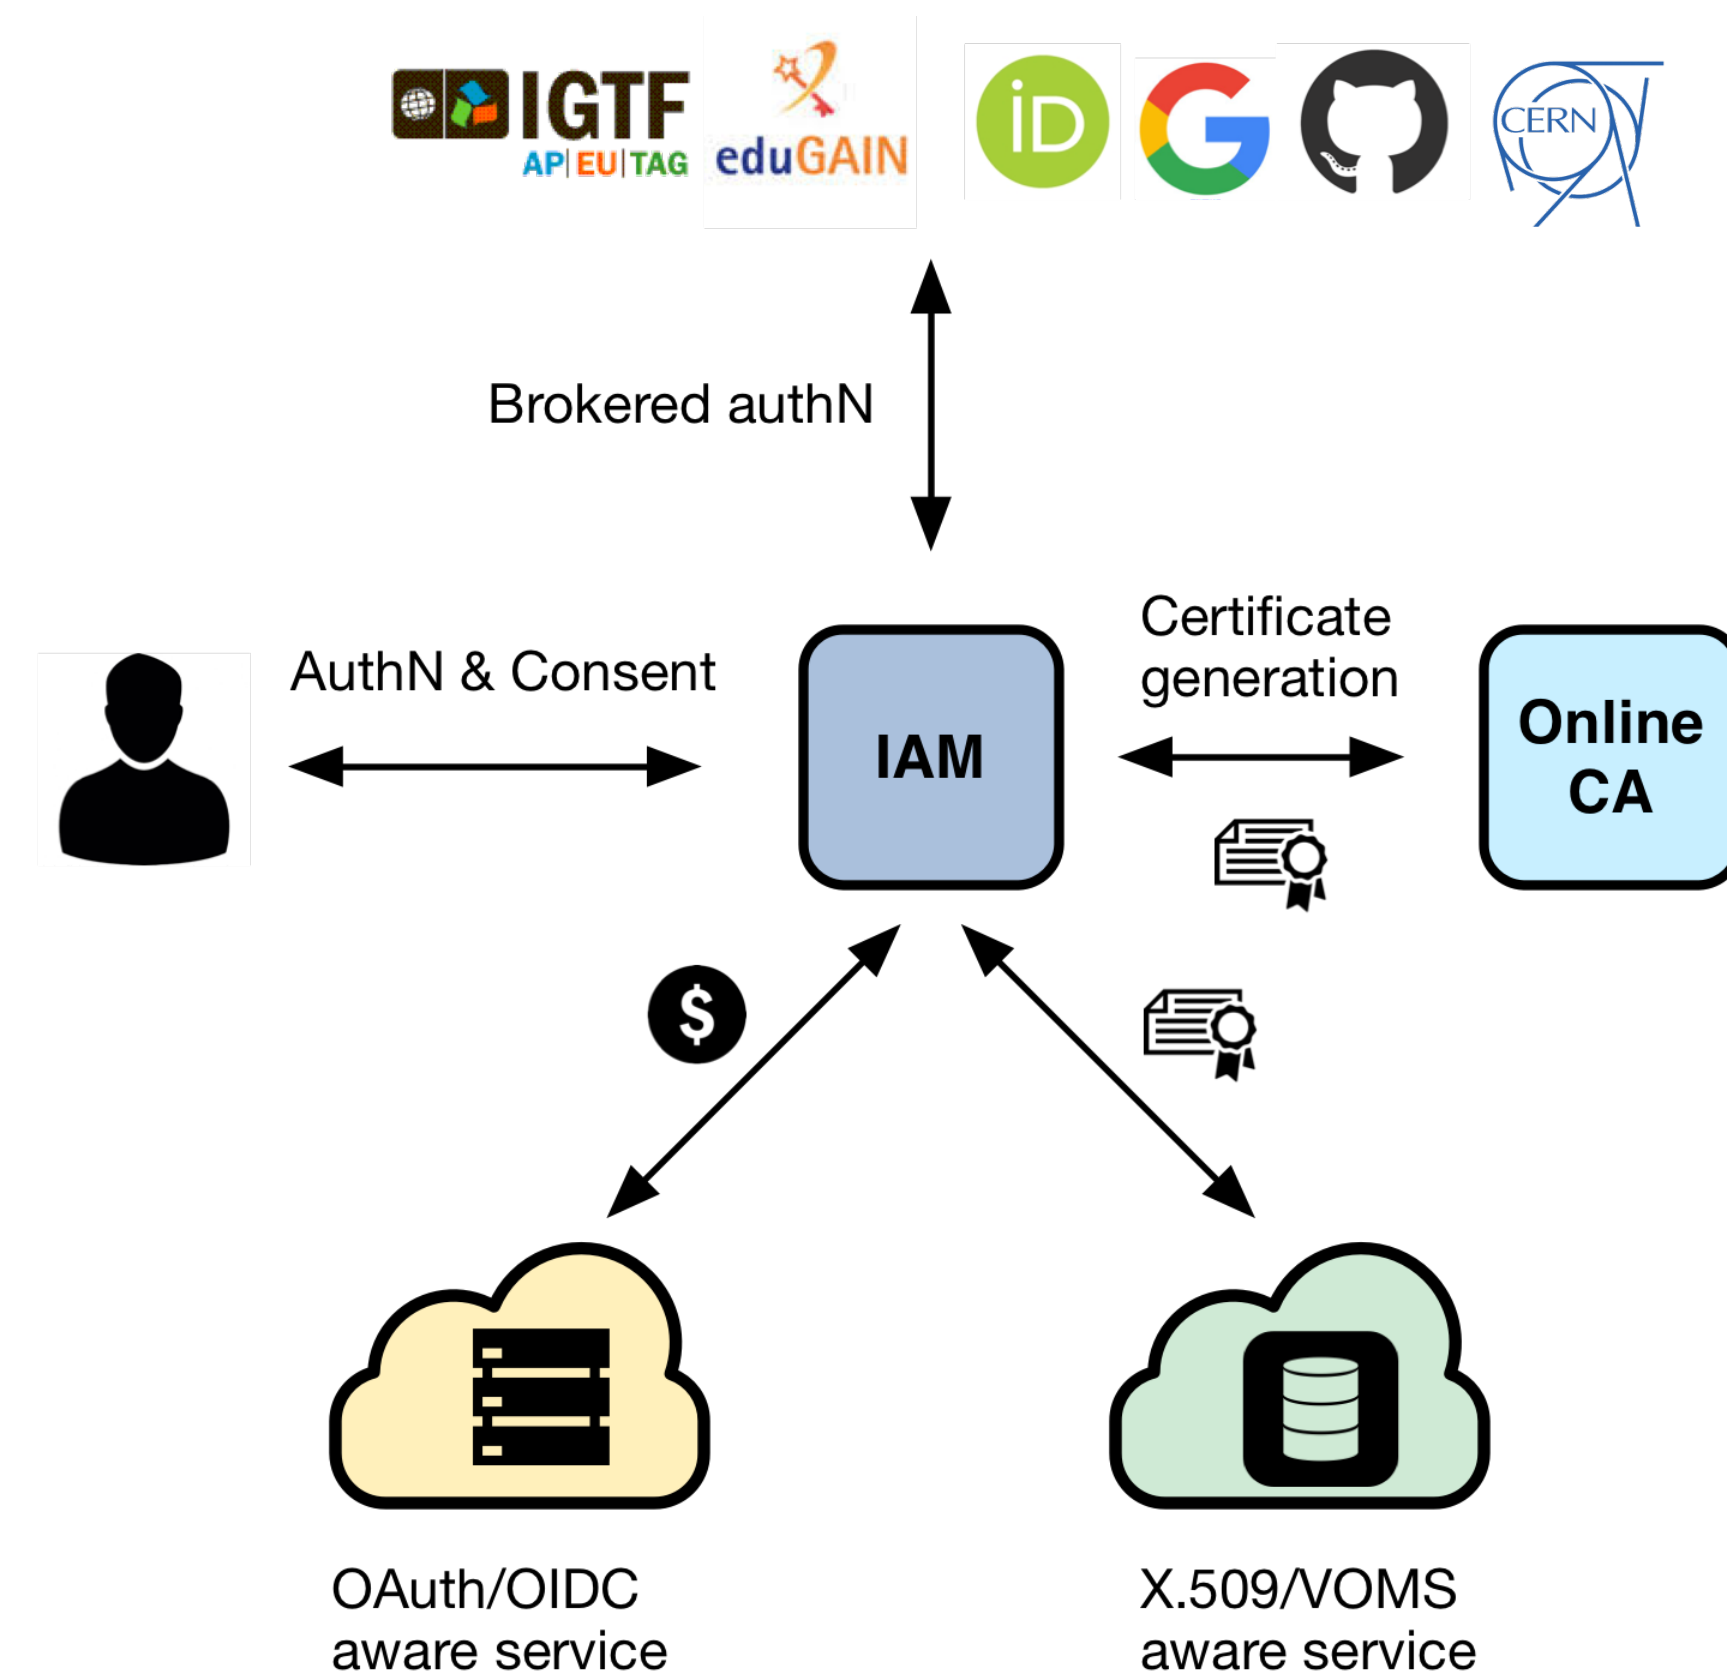 IGTF
AP|EU|TAG
eduGAIN
iD
G
CERN
Brokered authN
AuthN & Consent
IAM
Certificate
generation
Online
CA
$
OAuth/OIDC
aware service
X.509/VOMS
aware service